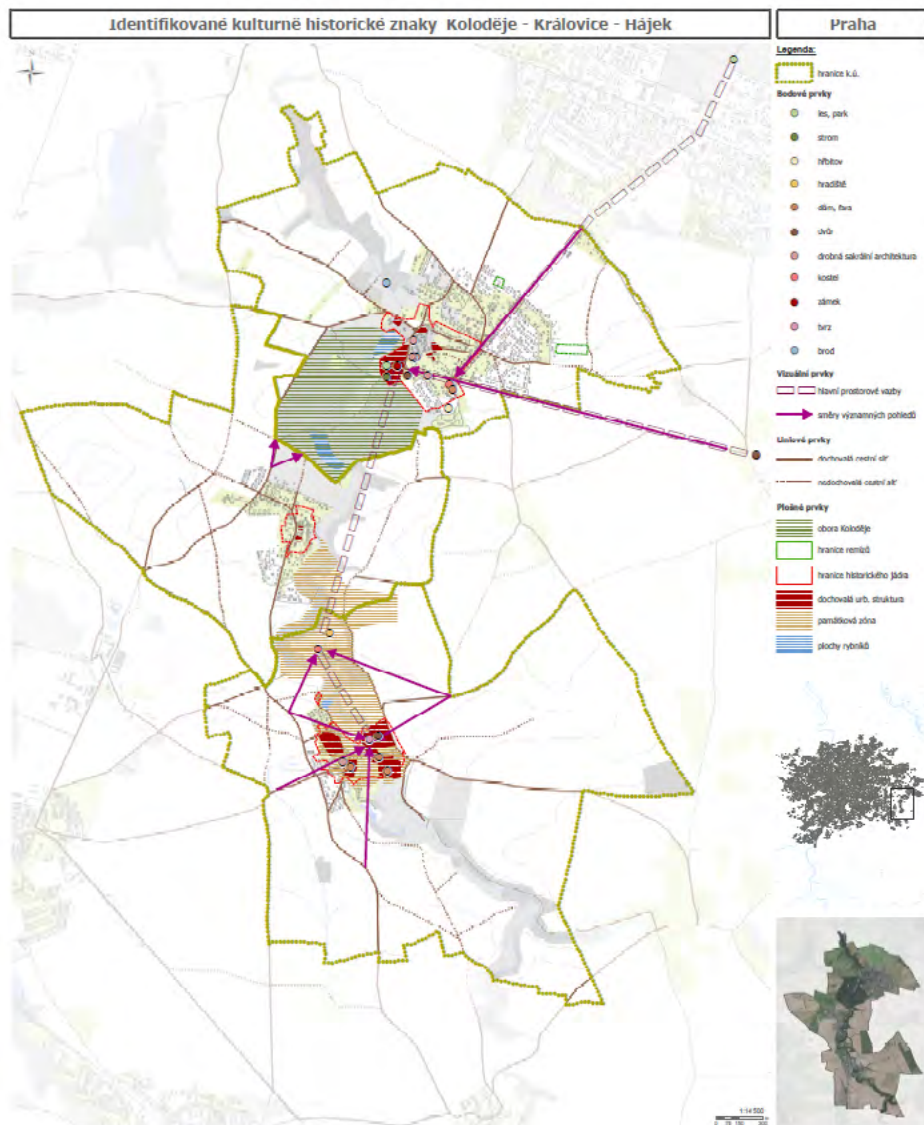 Identifikované kulturně historické znaky Koloděje - Královice - Hájek
Praha
Legenda:
hranice k.ú.
Bodové prvky
les, park
strom
hřbitov
hradiště
dvůr
drobná sakrální architektura
kostel
zámek
tvrz
brod
Vizuální prvky
hlavní prostorové vazby
směry významných pohledů
Liniové prvky
dochovalá cestní síť
nedochovalá cestní síť
Plošné prvky
obora Koloděje
hranice remízů
hranice historického jádra
dochovalá urb. struktura
památková zóna
plochy rybníků
1:14 500